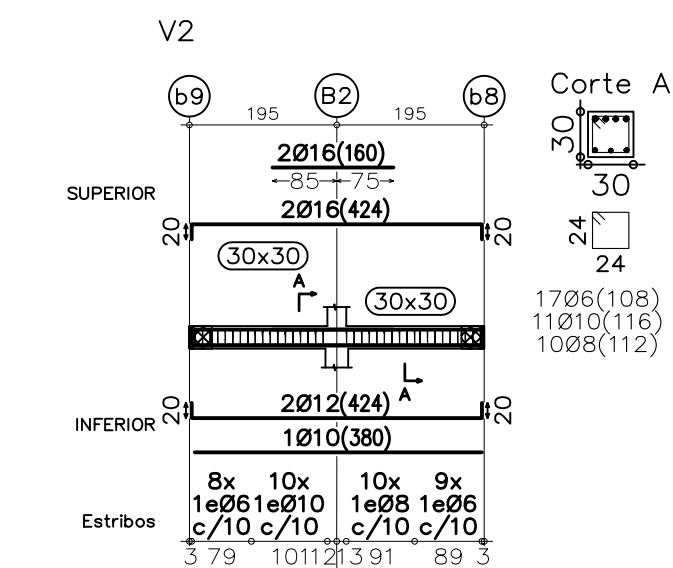 V2
b9 B2 b8
195 195
Corte A
30
30
2Ø16(160)
85 75
SUPERIOR
2Ø16(424)
20 20
24
24
30x30
A
30x30
17Ø6(108)
11Ø10(116)
10Ø8(112)
A
2Ø12(424)
20 20
INFERIOR
1Ø10(380)
8x 10x 10x 9x
1eØ6 1eØ10 1eØ8 1eØ6
Estribos
c/10 c/10 c/10 c/10
3 79 91 89 3